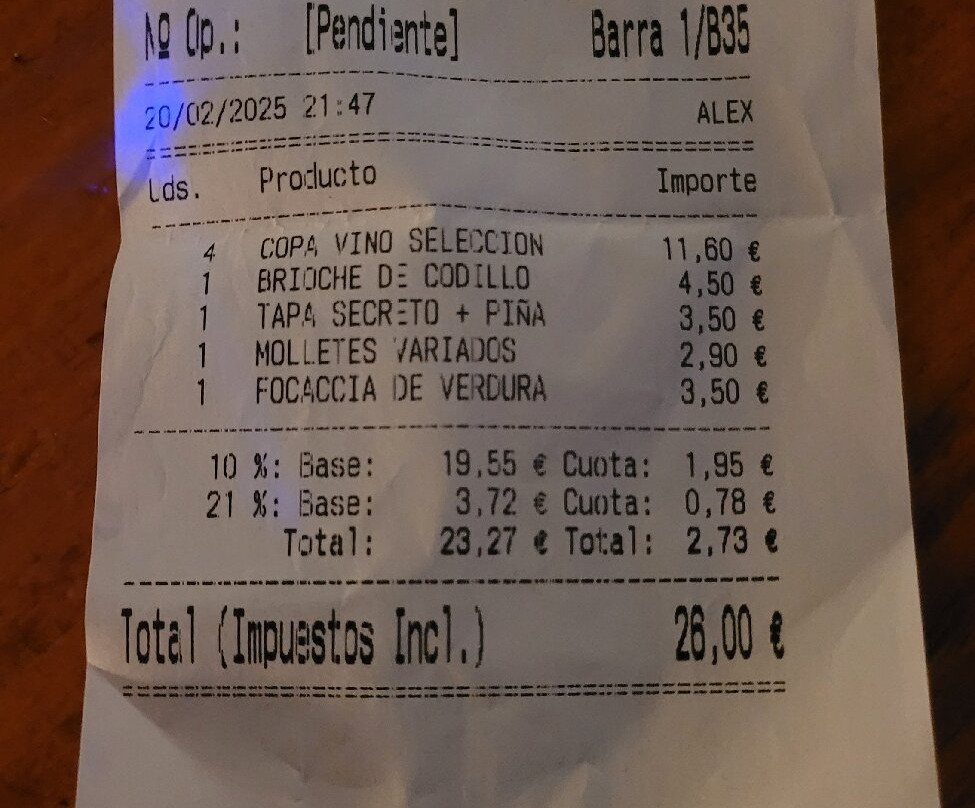 Nº Op.: [Pendiente] Barra 1/B35
20/02/2025 21:47 ALEX
Uds. Producto Importe
4 COPA VINO SELECCION 11,60 €
1 BRIOCHE DE CODILLO 4,50 €
1 TAPA SECRETO + PIÑA 3,50 €
1 MOLLETES VARIADOS 2,90 €
1 FOCACCIA DE VERDURA 3,50 €
10 %: Base: 19,55 € Cuota: 1,95 €
21 %: Base: 3,72 € Cuota: 0,78 €
Total: 23,27 € Total: 2,73 €
Total (Impuestos Incl.) 26,00 €